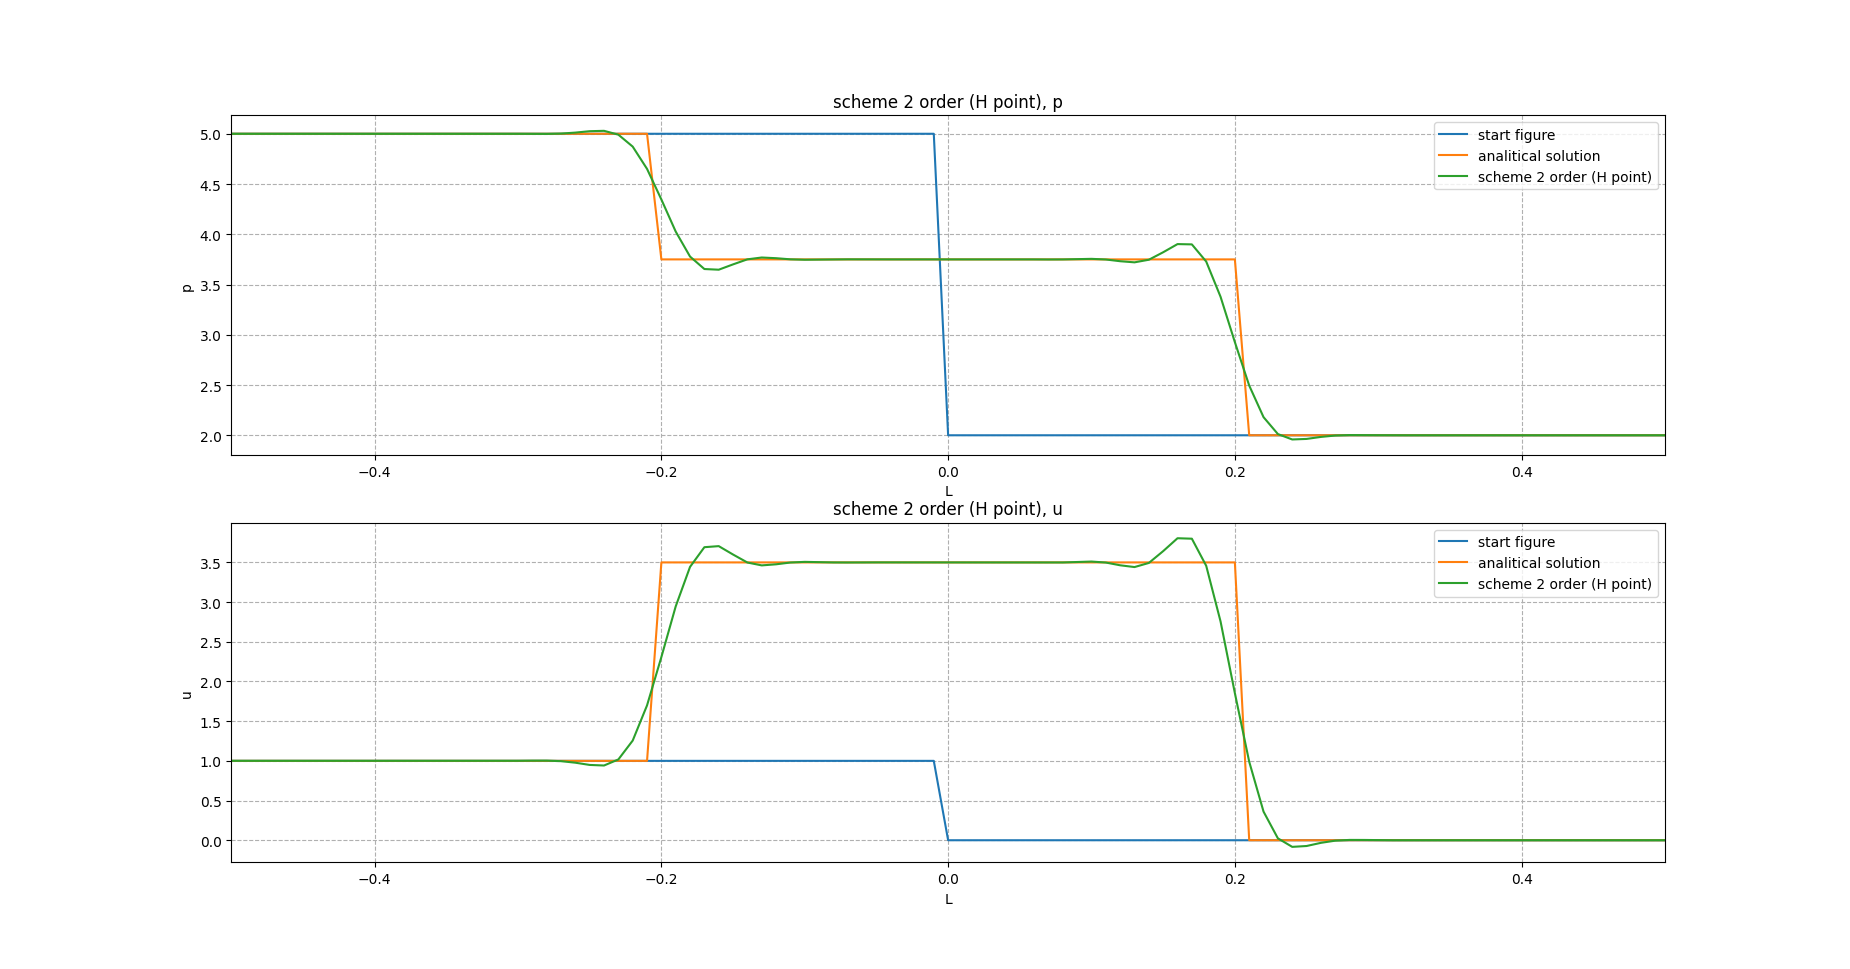 scheme 2 order (H point), p
5.0
4.5
4.0
3.5
3.0
2.5
2.0
p
start figure
analitical solution
scheme 2 order (H point)
−0.4 −0.2 0.0 0.2 0.4
L
scheme 2 order (H point), u
3.5
3.0
2.5
2.0
1.5
1.0
0.5
0.0
u
start figure
analitical solution
scheme 2 order (H point)
−0.4 −0.2 0.0 0.2 0.4
L